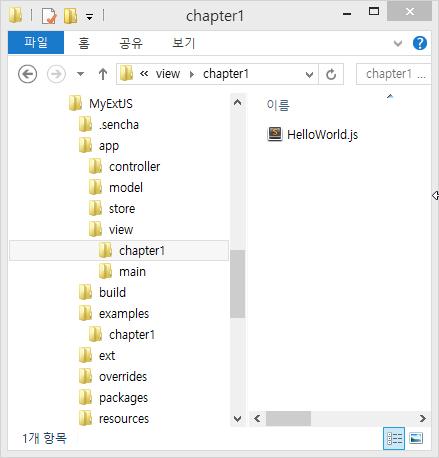 chapter1
파일 홈 공유 보기
« view › chapter1
chapter1 ...
MyExtJS
.sencha
app
controller
model
store
view
chapter1
main
build
examples
chapter1
ext
overrides
packages
resources
이름
HelloWorld.js
1개 항목